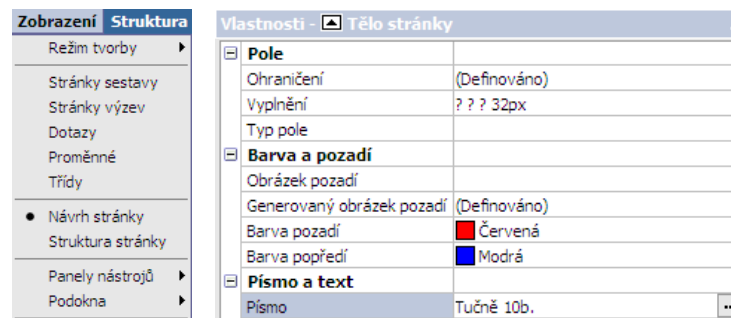 Zobrazení Struktura
Režim tvorby
Stránky sestavy
Stránky výzev
Dotazy
Proměnné
Třídy
Návrh stránky
Struktura stránky
Panely nástrojů
Podokna
Vlastnosti - Tělo stránky
Pole
Ohraničení (Definováno)
Vyplnění ? ? ? 32px
Typ pole
Barva a pozadí
Obrázek pozadí
Generovaný obrázek pozadí (Definováno)
Barva pozadí Červená
Barva popředí Modrá
Písmo a text
Písmo Tučně 10b. ...